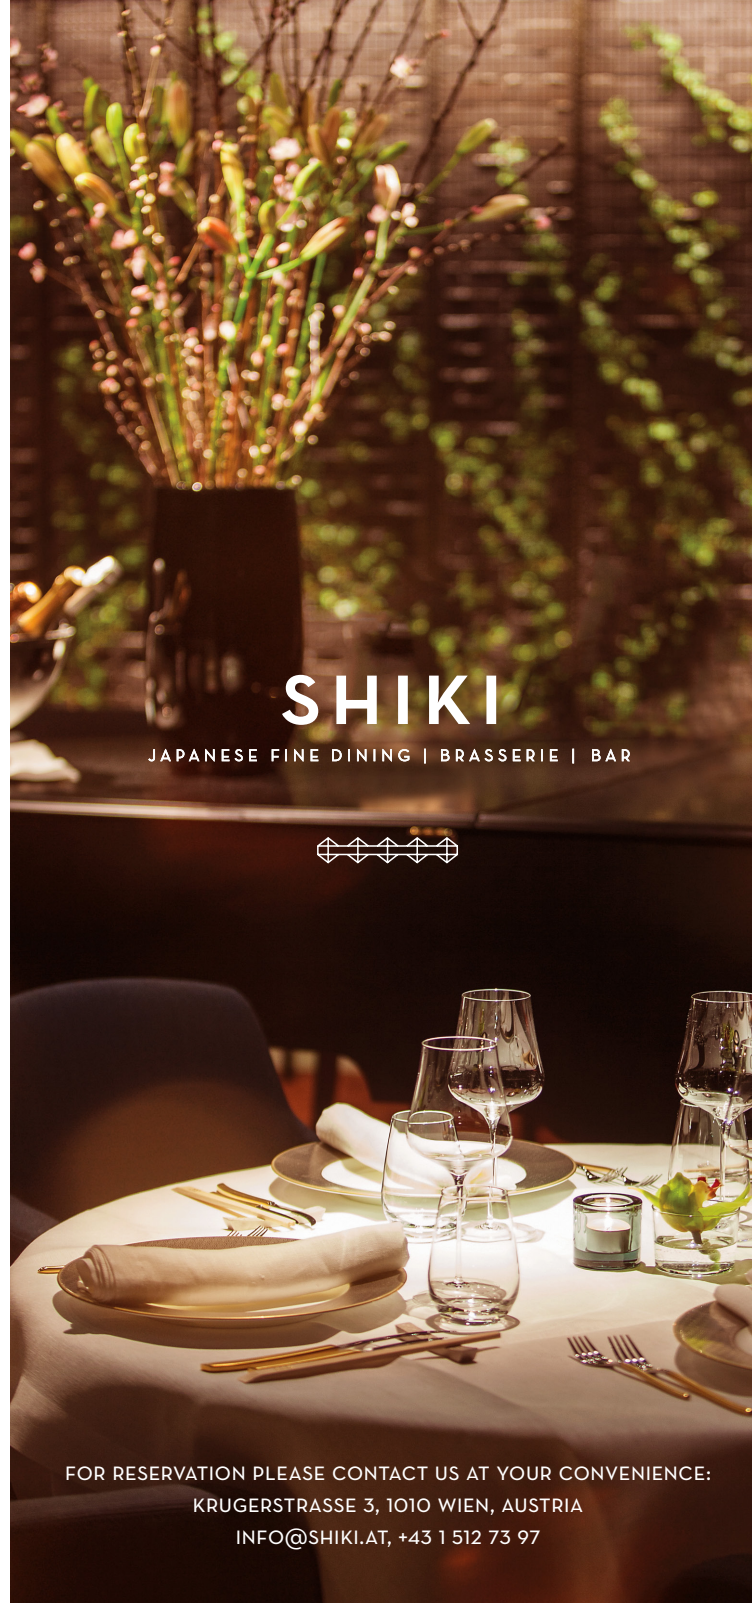 SHIKI
JAPANESE FINE DINING | BRASSERIE | BAR
FOR RESERVATION PLEASE CONTACT US AT YOUR CONVENIENCE:
KRUGERSTRASSE 3, 1010 WIEN, AUSTRIA
INFO@SHIKI.AT, +43 1 512 73 97